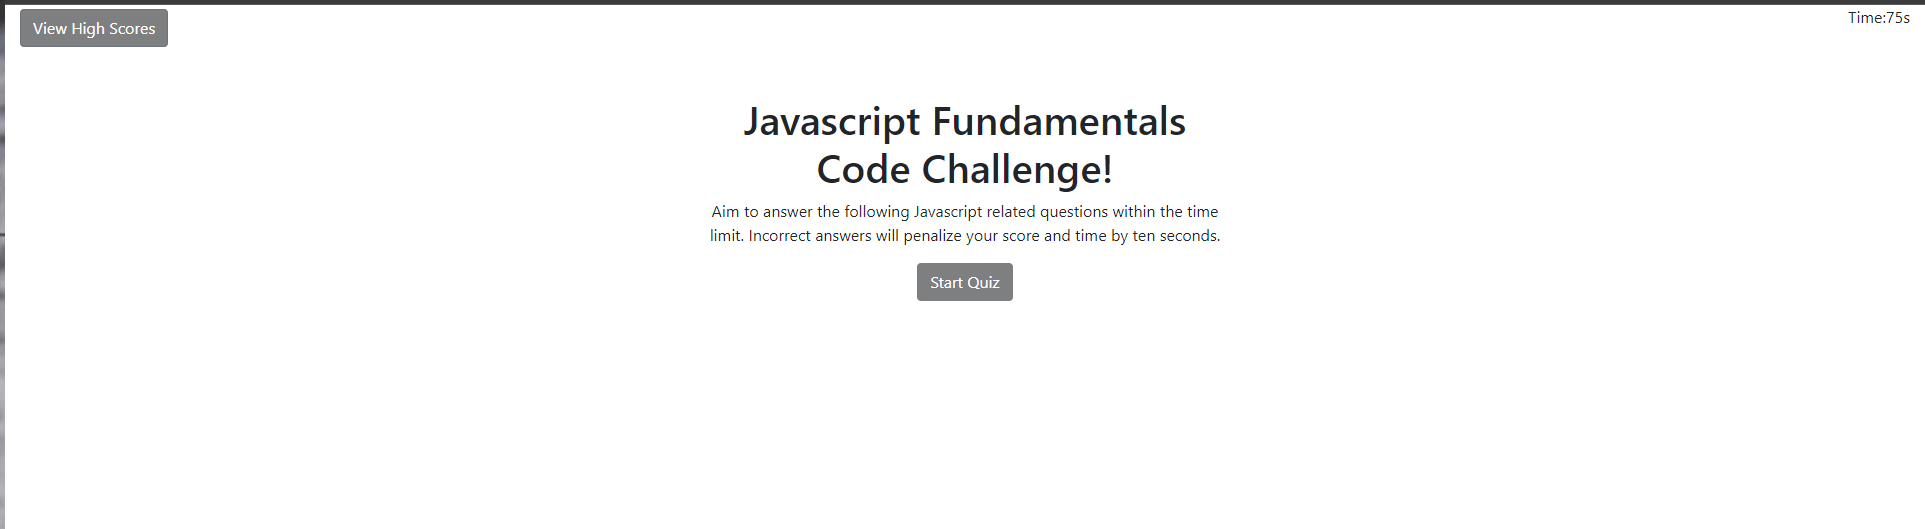 View High Scores
Time:75s
Javascript Fundamentals
Code Challenge!
Aim to answer the following Javascript related questions within the time
limit. Incorrect answers will penalize your score and time by ten seconds.
Start Quiz